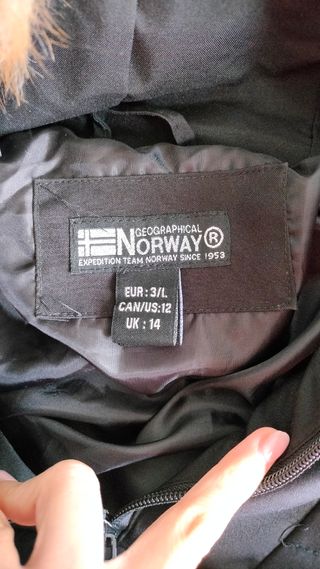 GEOGRAPHICAL
NORWAY®
EXPEDITION TEAM NORWAY SINCE 1953
EUR : 3/L
CAN/US:12
UK : 14